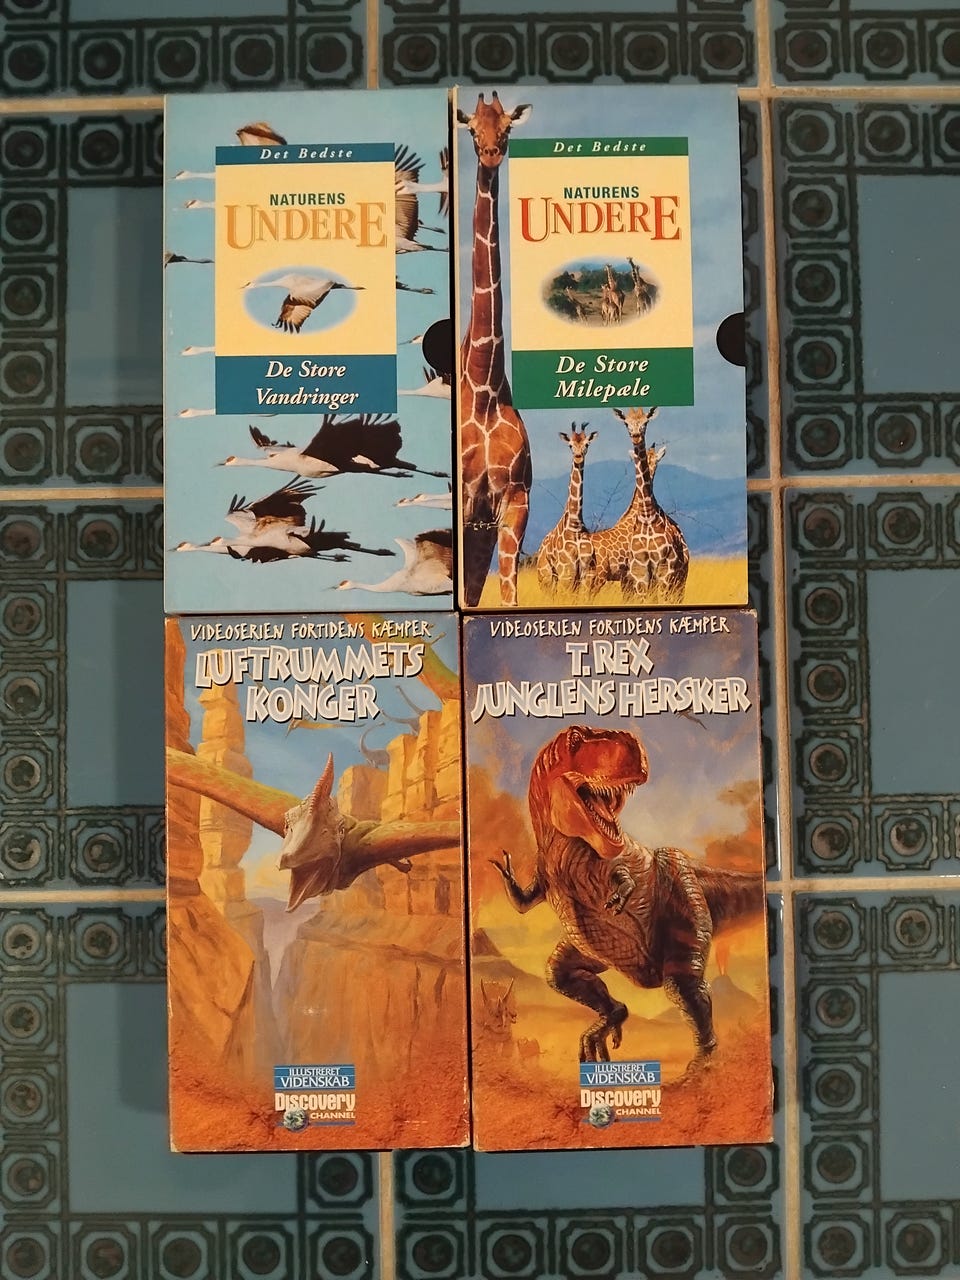 Det Bedste
NATURENS
UNDERE
De Store
Vandringer
Det Bedste
NATURENS
UNDERE
De Store
Milepæle
VIDEOSERIEN FORTIDENS KÆMPER
LUFTRUMMETS
KONGER
ILLUSTRERET
VIDENSKAB
DISCOVERY
CHANNEL
VIDEOSERIEN FORTIDENS KÆMPER
T.REX
JUNGLENS HERSKER
ILLUSTRERET
VIDENSKAB
DISCOVERY
CHANNEL